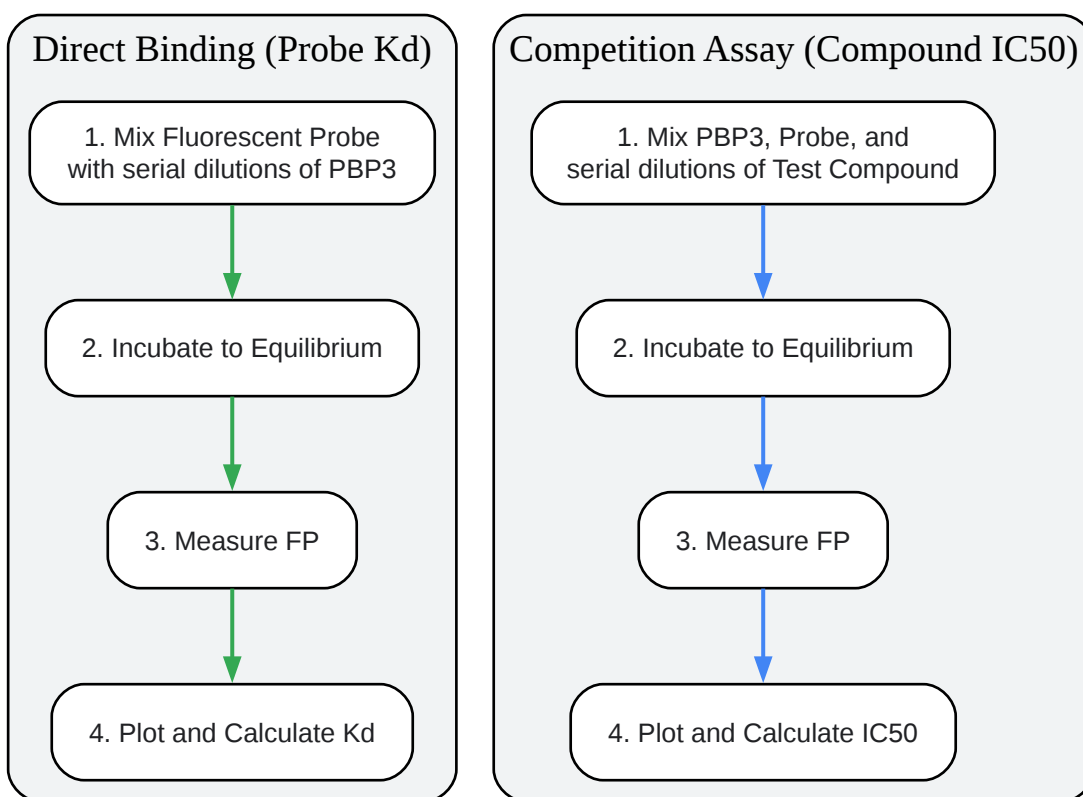 Direct Binding (Probe Kd)
1. Mix Fluorescent Probe
with serial dilutions of PBP3
2. Incubate to Equilibrium
3. Measure FP
4. Plot and Calculate Kd
Competition Assay (Compound IC50)
1. Mix PBP3, Probe, and
serial dilutions of Test Compound
2. Incubate to Equilibrium
3. Measure FP
4. Plot and Calculate IC50